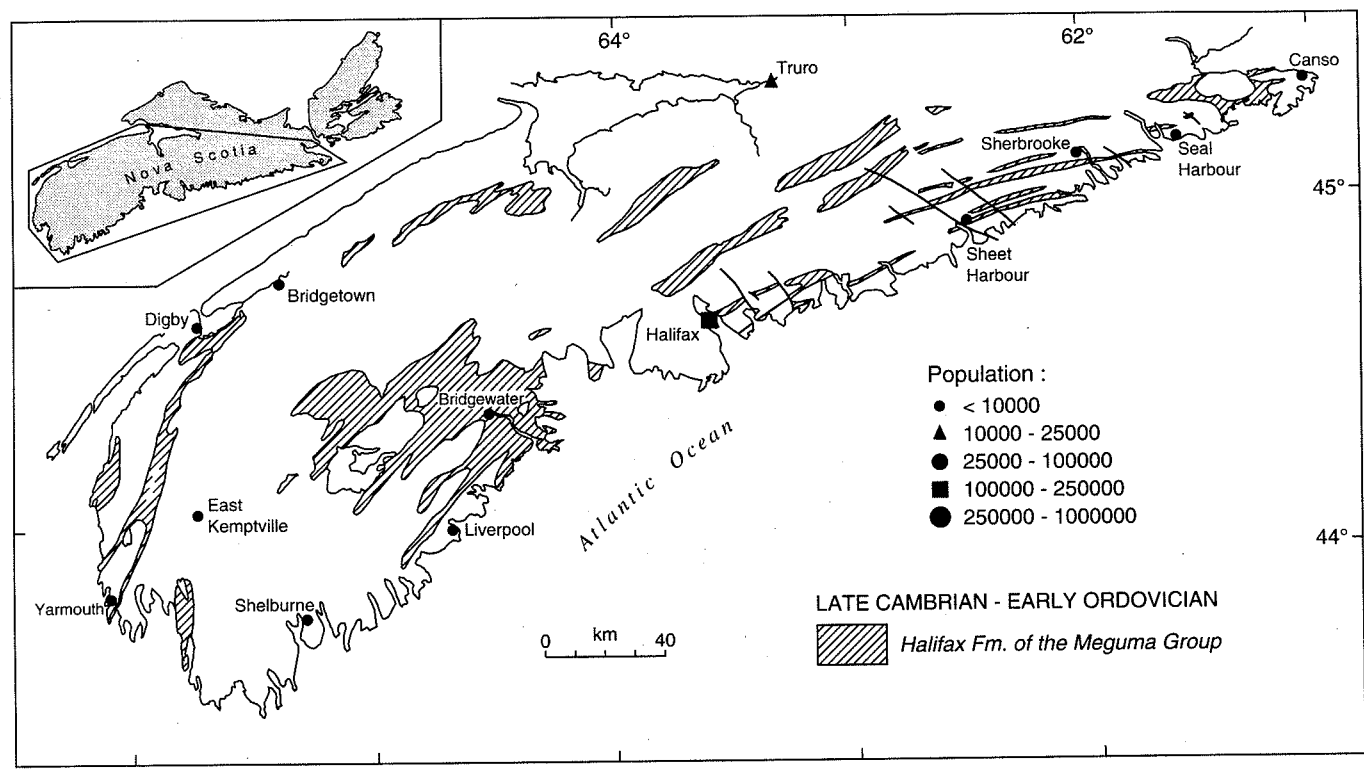 64°
62°
Truro
Canso
Nova Scotia
Sherbrooke
Seal
Harbour
45°
Sheet
Harbour
Bridgetown
Digby
Halifax
Bridgewater
Population :
< 10000
10000 - 25000
25000 - 100000
100000 - 250000
250000 - 1000000
Atlantic Ocean
East
Kemptville
Liverpool
44°
Yarmouth
Shelburne
0 km 40
LATE CAMBRIAN - EARLY ORDOVICIAN
Halifax Fm. of the Meguma Group